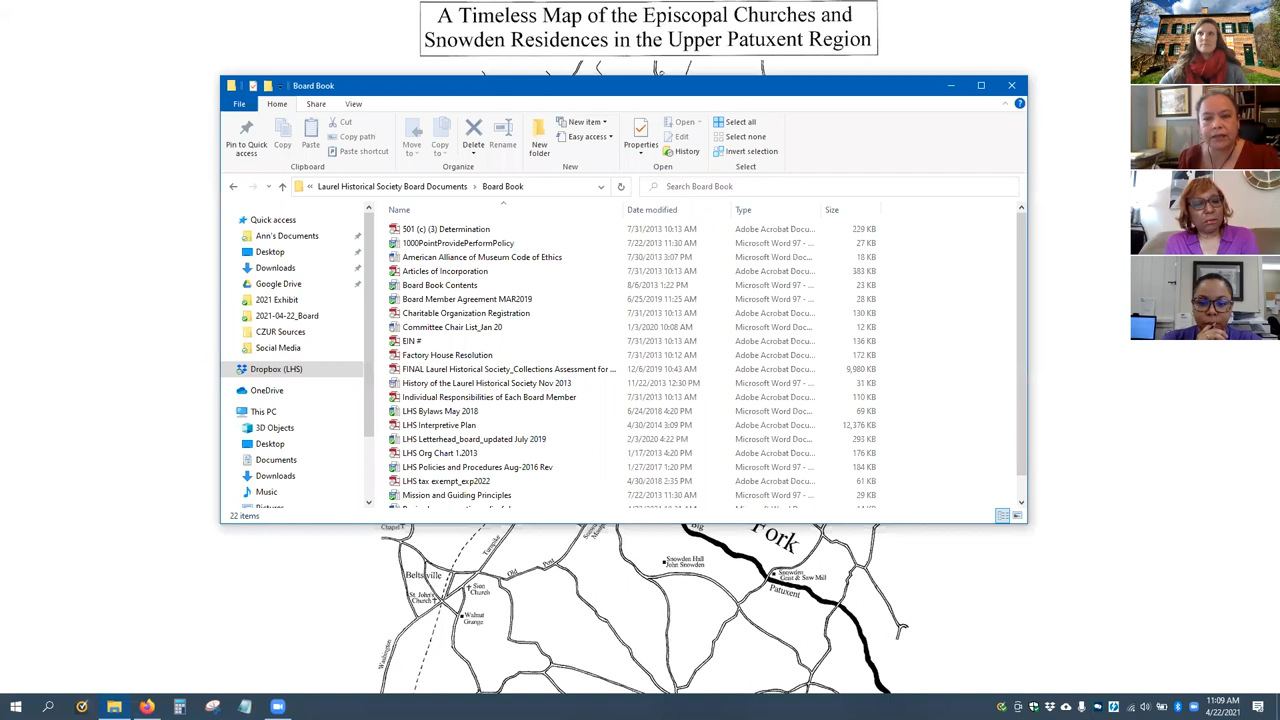 A Timeless Map of the Episcopal Churches and
Snowden Residences in the Upper Patuxent Region
Board Book
File Home Share View
Pin to Quick access
Copy
Paste
Cut
Copy path
Paste shortcut
Clipboard
Move to
Copy to
Delete
Rename
Organize
New folder
New item
Easy access
New
Properties
Open
Edit
History
Open
Select all
Select none
Invert selection
Select
« Laurel Historical Society Board Documents > Board Book
Search Board Book
Quick access
Ann's Documents
Desktop
Downloads
Google Drive
2021 Exhibit
2021-04-22_Board
CZUR Sources
Social Media
Dropbox (LHS)
OneDrive
This PC
3D Objects
Desktop
Documents
Downloads
Music
Name Date modified Type Size
501 (c) (3) Determination 7/31/2013 10:13 AM Adobe Acrobat Docu... 229 KB
1000PointProvidePerformPolicy 7/22/2013 11:30 AM Microsoft Word 97 - ... 27 KB
American Alliance of Museum Code of Ethics 7/30/2013 3:07 PM Microsoft Word Doc... 18 KB
Articles of Incorporation 7/31/2013 10:13 AM Adobe Acrobat Docu... 383 KB
Board Book Contents 8/6/2013 1:22 PM Microsoft Word 97 - ... 23 KB
Board Member Agreement MAR2019 6/25/2019 11:25 AM Microsoft Word 97 - ... 28 KB
Charitable Organization Registration 7/31/2013 10:13 AM Adobe Acrobat Docu... 130 KB
Committee Chair List_Jan 20 1/3/2020 10:08 AM Microsoft Word Doc... 12 KB
EIN # 7/31/2013 10:13 AM Adobe Acrobat Docu... 136 KB
Factory House Resolution 7/31/2013 10:12 AM Adobe Acrobat Docu... 172 KB
FINAL Laurel Historical Society_Collections Assessment for ... 12/6/2019 10:43 AM Adobe Acrobat Docu... 9,980 KB
History of the Laurel Historical Society Nov 2013 11/22/2013 12:30 PM Microsoft Word 97 - ... 31 KB
Individual Responsibilities of Each Board Member 7/31/2013 10:13 AM Adobe Acrobat Docu... 110 KB
LHS Bylaws May 2018 6/24/2018 4:20 PM Microsoft Word Doc... 69 KB
LHS Interpretive Plan 4/30/2014 3:09 PM Adobe Acrobat Docu... 12,376 KB
LHS Letterhead_board_updated July 2019 2/3/2020 4:22 PM Microsoft Word Doc... 293 KB
LHS Org Chart 1.2013 1/17/2013 4:20 PM Adobe Acrobat Docu... 176 KB
LHS Policies and Procedures Aug-2016 Rev 1/27/2017 1:20 PM Microsoft Word 97 - ... 184 KB
LHS tax exempt_exp2022 4/30/2018 2:35 PM Adobe Acrobat Docu... 61 KB
Mission and Guiding Principles 7/22/2013 11:30 AM Microsoft Word 97 - ... 29 KB
22 items
Chapel
Turnpike
Big
Fork
Old
Post
Snowden Hall
John Snowden
Snowden
Grist & Saw Mill
Patuxent
Beltsville
St. John's
Church
Sion
Church
Walnut
Grange
Washington
11:09 AM
4/22/2021